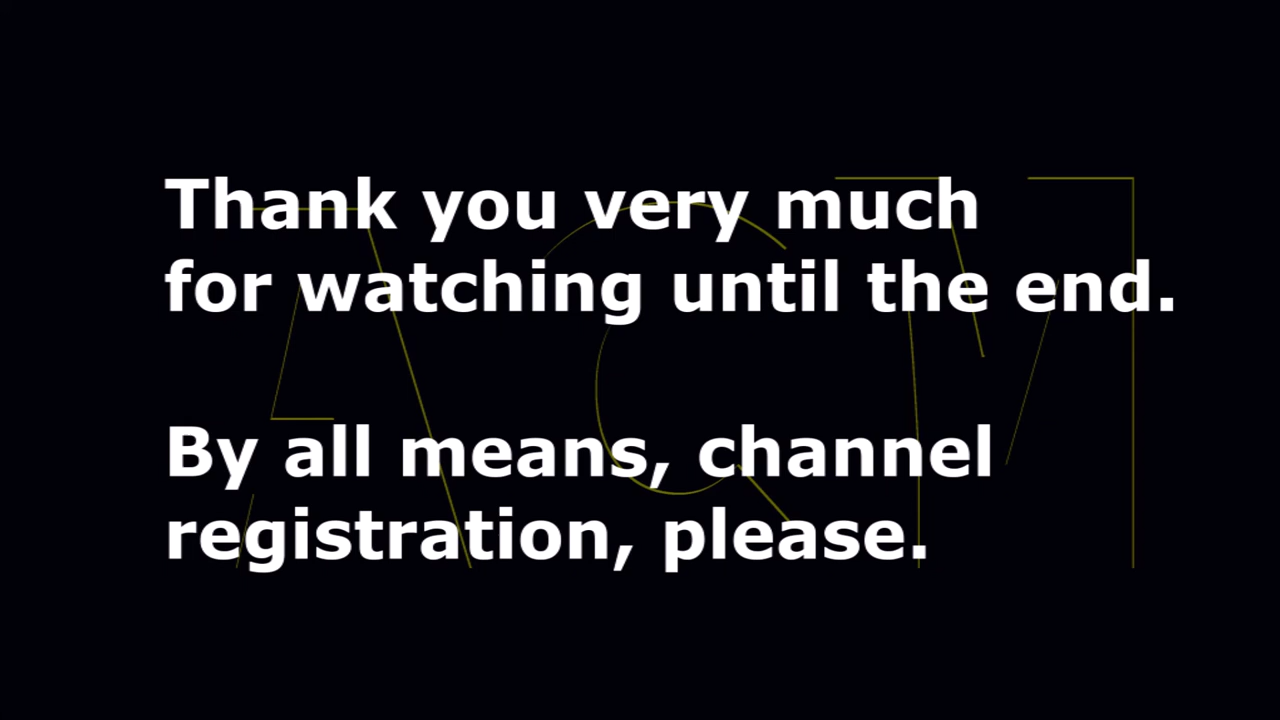 Thank you very much
for watching until the end.
By all means, channel
registration, please.